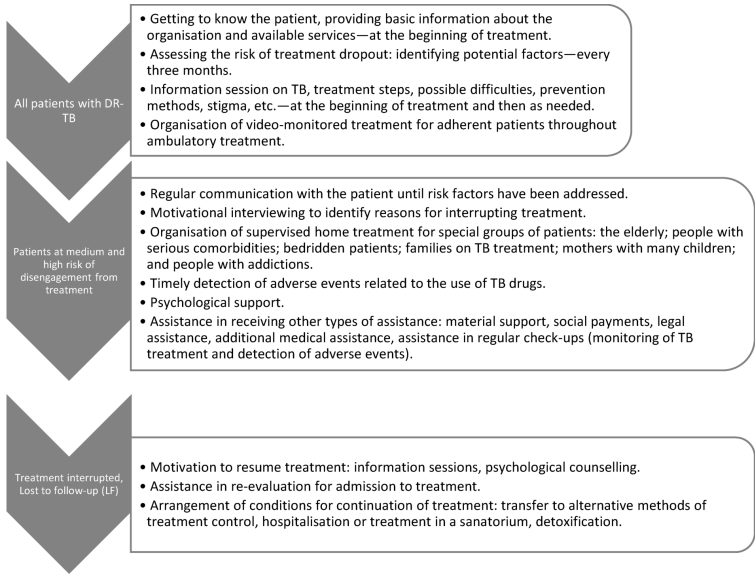 All patients with DR-
TB
• Getting to know the patient, providing basic information about the
organisation and available services—at the beginning of treatment.
• Assessing the risk of treatment dropout: identifying potential factors—every
three months.
• Information session on TB, treatment steps, possible difficulties, prevention
methods, stigma, etc.—at the beginning of treatment and then as needed.
• Organisation of video-monitored treatment for adherent patients throughout
ambulatory treatment.
Patients at medium and
high risk of
disengagement from
treatment
• Regular communication with the patient until risk factors have been addressed.
• Motivational interviewing to identify reasons for interrupting treatment.
• Organisation of supervised home treatment for special groups of patients: the elderly; people with
serious comorbidities; bedridden patients; families on TB treatment; mothers with many children;
and people with addictions.
• Timely detection of adverse events related to the use of TB drugs.
• Psychological support.
• Assistance in receiving other types of assistance: material support, social payments, legal
assistance, additional medical assistance, assistance in regular check-ups (monitoring of TB
treatment and detection of adverse events).
Treatment interrupted,
Lost to follow-up (LF)
• Motivation to resume treatment: information sessions, psychological counselling.
• Assistance in re-evaluation for admission to treatment.
• Arrangement of conditions for continuation of treatment: transfer to alternative methods of
treatment control, hospitalisation or treatment in a sanatorium, detoxification.